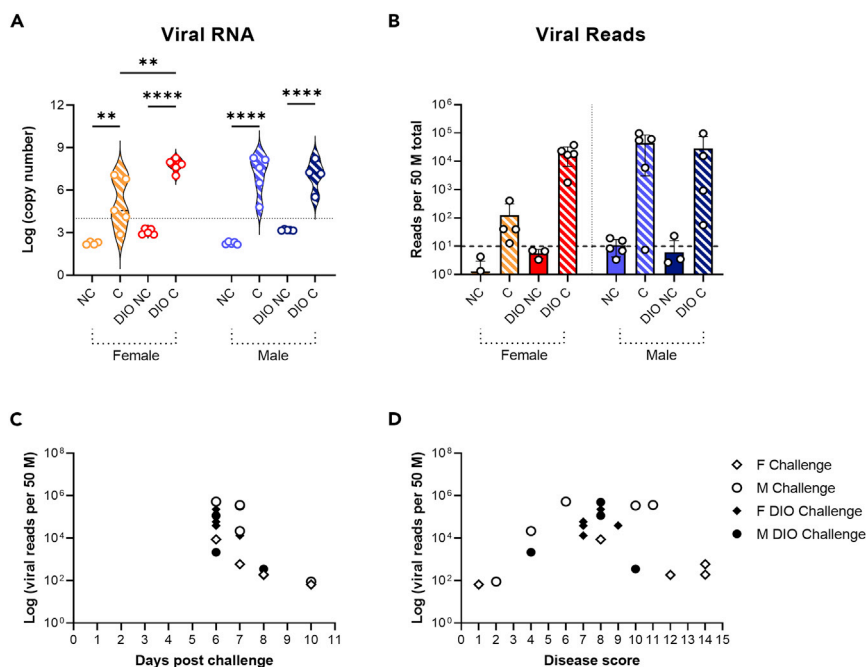 A
Viral RNA
** **** ** **** ****
Log (copy number)
12
9
6
3
0
NC C DIO NC DIO C NC C DIO NC DIO C
Female Male
B
Viral Reads
Reads per 50 M total
10⁶
10⁵
10⁴
10³
10²
10¹
10⁰
NC C DIO NC DIO C NC C DIO NC DIO C
Female Male
C
Log (viral reads per 50 M)
10⁸
10⁶
10⁴
10²
10⁰
0 1 2 3 4 5 6 7 8 9 10 11
Days post challenge
D
Log (viral reads per 50 M)
10⁸
10⁶
10⁴
10²
10⁰
0 1 2 3 4 5 6 7 8 9 10 11 12 13 14 15
Disease score
F Challenge
M Challenge
F DIO Challenge
M DIO Challenge